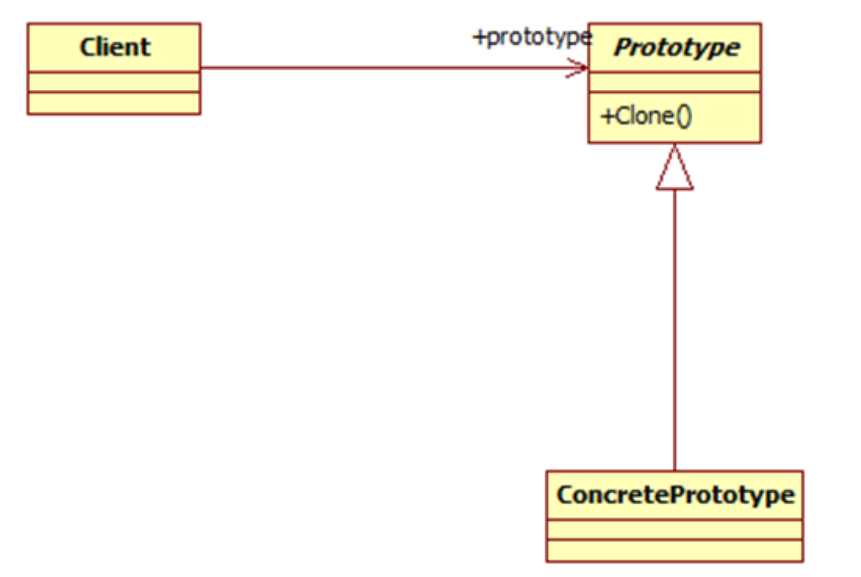 Client
+prototype
Prototype
+Clone()
ConcretePrototype